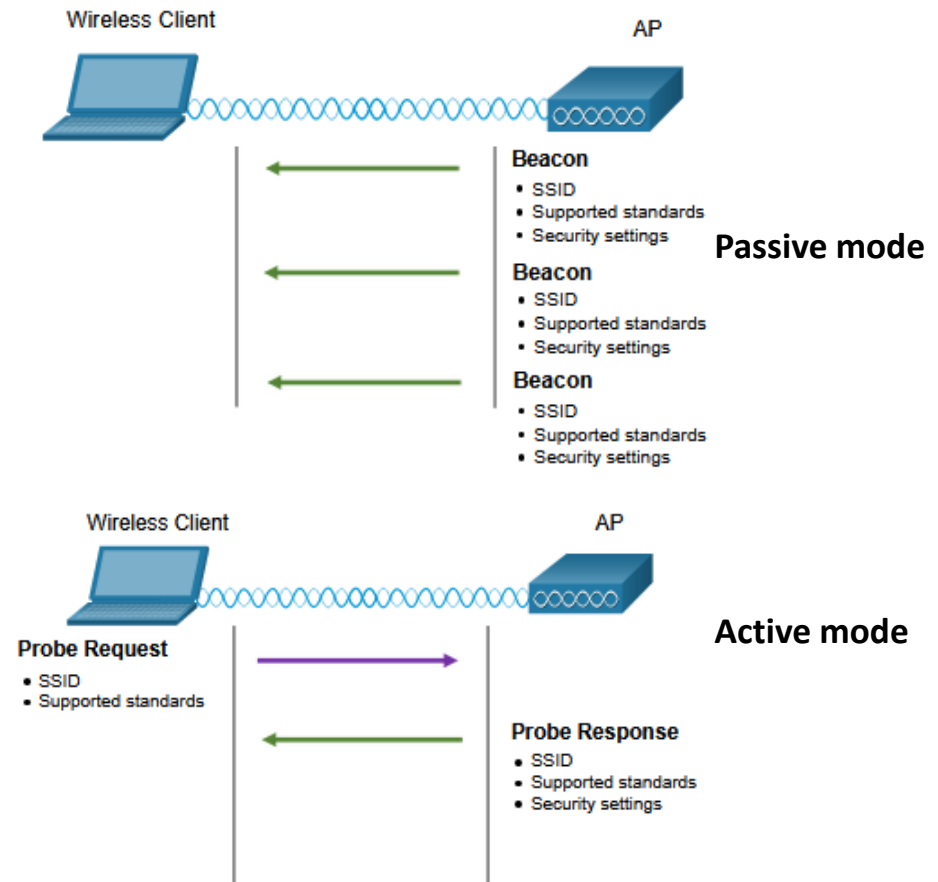 Wireless Client
AP
Beacon
• SSID
• Supported standards
• Security settings
Passive mode
Beacon
• SSID
• Supported standards
• Security settings
Beacon
• SSID
• Supported standards
• Security settings
Wireless Client
AP
Active mode
Probe Request
• SSID
• Supported standards
Probe Response
• SSID
• Supported standards
• Security settings